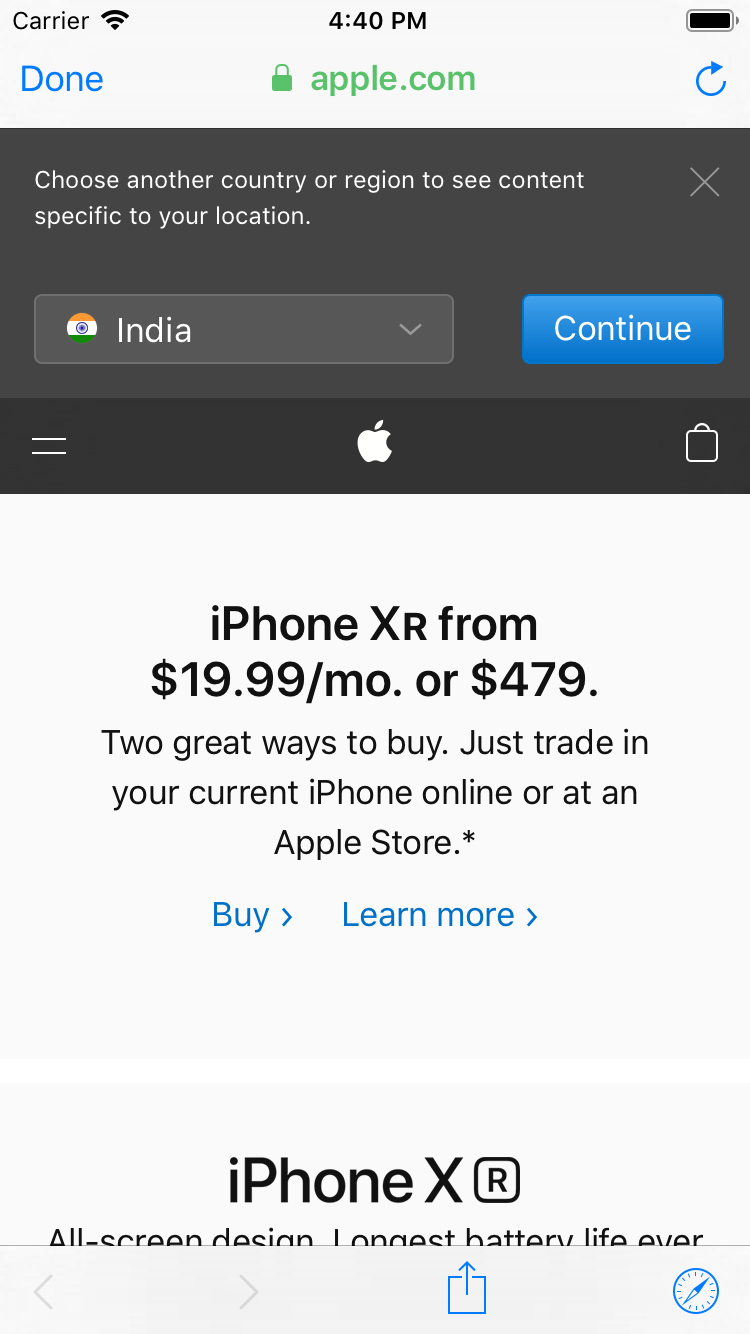 Carrier 4:40 PM
Done apple.com
Choose another country or region to see content
specific to your location.
India Continue
iPhone XR from
$19.99/mo. or $479.
Two great ways to buy. Just trade in
your current iPhone online or at an
Apple Store.*
Buy › Learn more ›
iPhone XR
All-screen design. Longest battery life ever